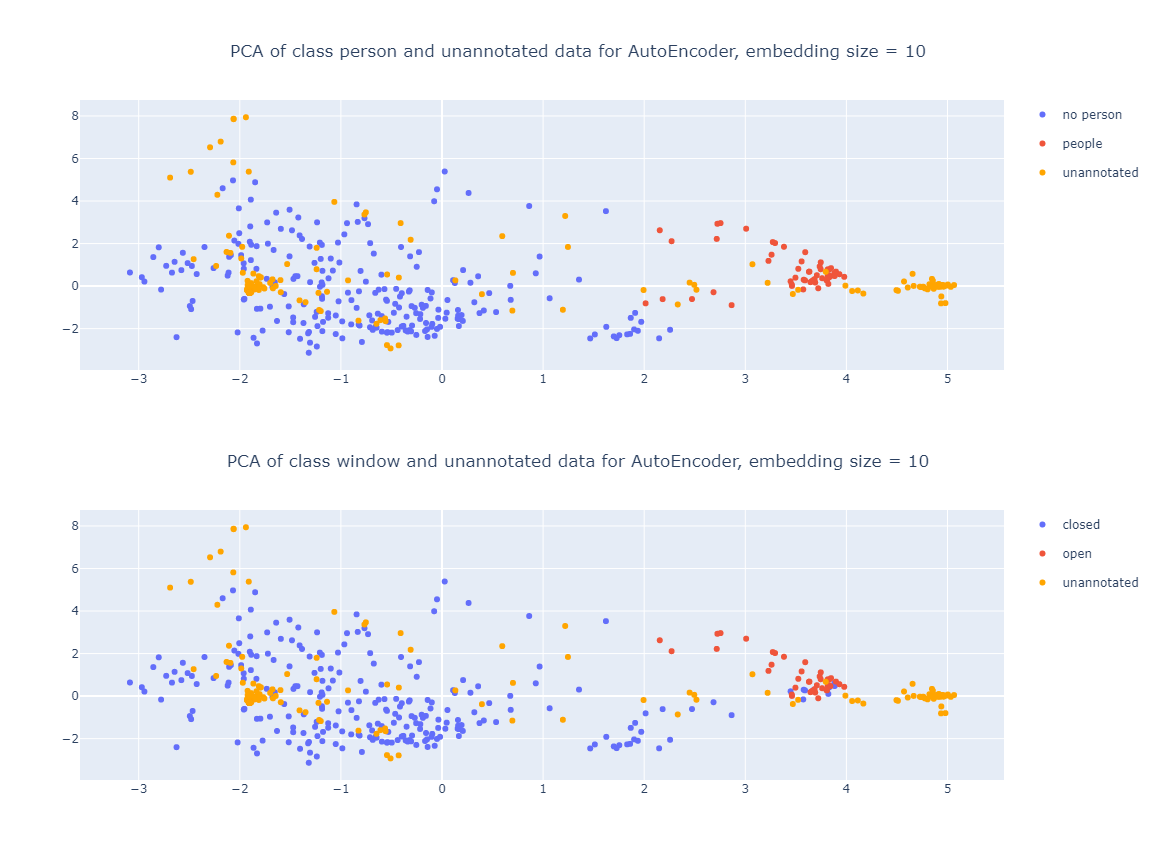 PCA of class person and unannotated data for AutoEncoder, embedding size = 10
8
6
4
2
0
−2
−3 −2 −1 0 1 2 3 4 5
no person
people
unannotated
PCA of class window and unannotated data for AutoEncoder, embedding size = 10
8
6
4
2
0
−2
−3 −2 −1 0 1 2 3 4 5
closed
open
unannotated